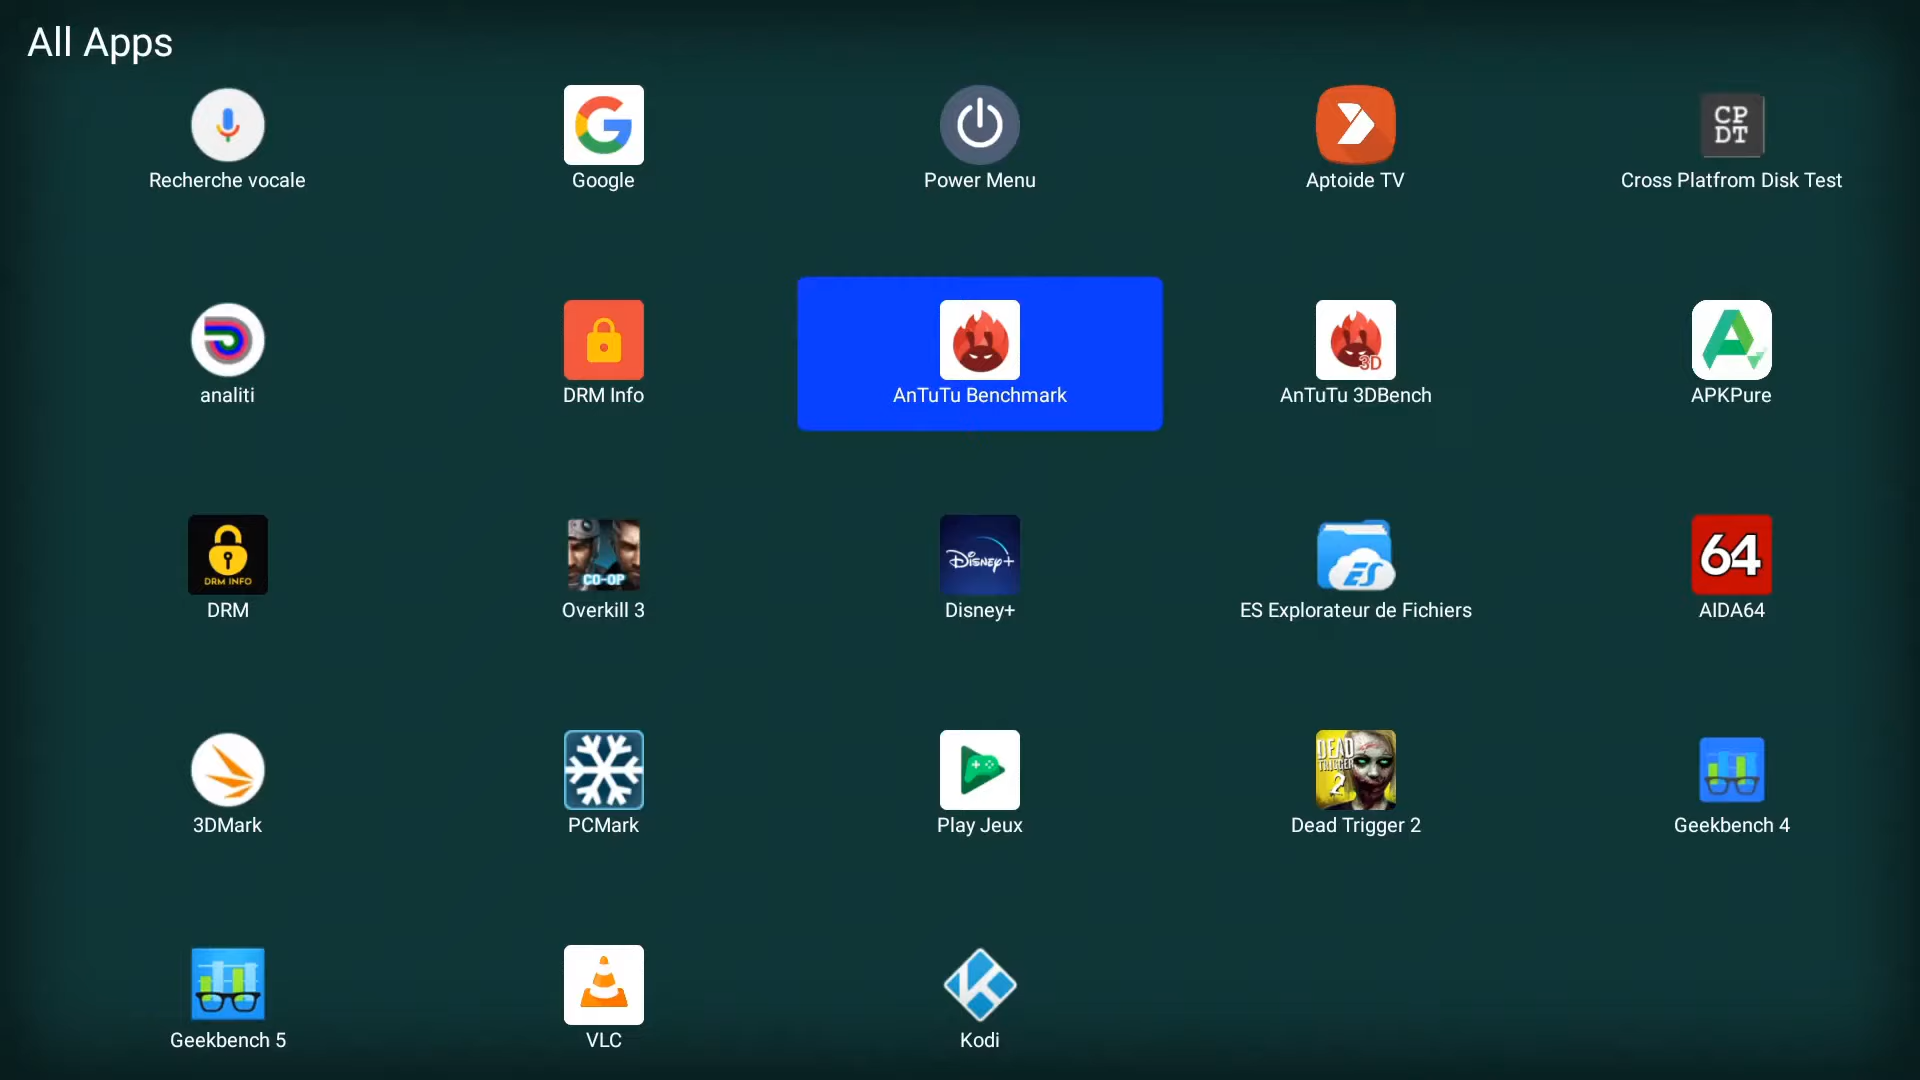 All Apps
CP
DT
Recherche vocale
Google
Power Menu
Aptoide TV
Cross Platfrom Disk Test
3D
analiti
DRM Info
AnTuTu Benchmark
AnTuTu 3DBench
APKPure
DRM INFO
CO-OP
Disney+
ES
64
DRM
Overkill 3
Disney+
ES Explorateur de Fichiers
AIDA64
DEAD
TRIGGER
2
3DMark
PCMark
Play Jeux
Dead Trigger 2
Geekbench 4
Geekbench 5
VLC
Kodi